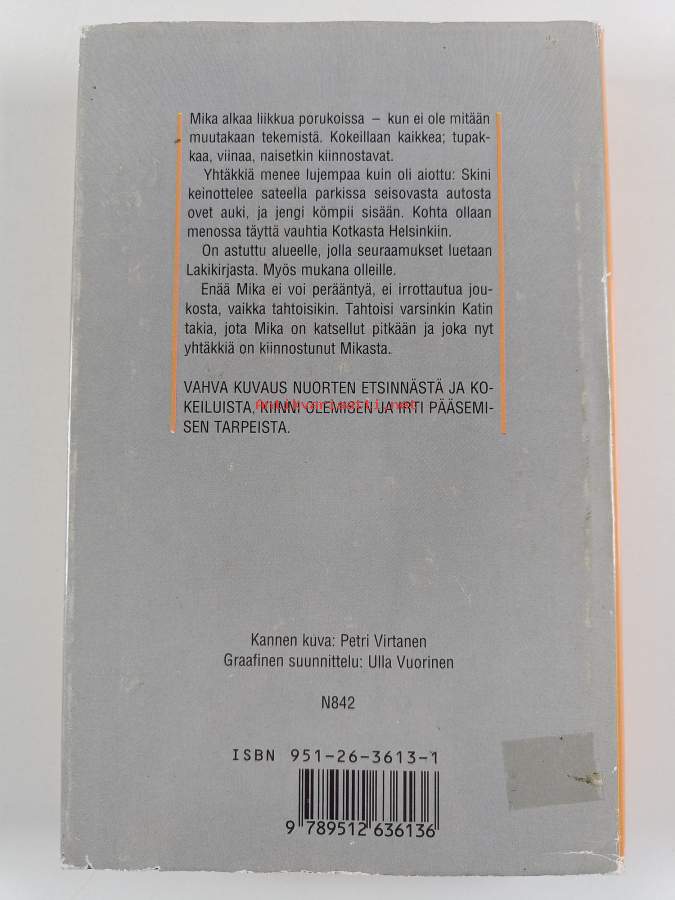 Mika alkaa liikkua porukoissa – kun ei ole mitään
muutakaan tekemistä. Kokeillaan kaikkea; tupak-
kaa, viinaa, naisetkin kiinnostavat.
Yhtäkkiä menee lujempaa kuin oli aiottu: Skini
keinottelee sateella parkissa seisovasta autosta
ovet auki, ja jengi kömpii sisään. Kohta ollaan
menossa täyttä vauhtia Kotkasta Helsinkiin.
On astuttu alueelle, jolla seuraamukset luetaan
Lakikirjasta. Myös mukana olleille.
Enää Mika ei voi perääntyä, ei irrottautua jou-
kosta, vaikka tahtoisikin. Tahtoisi varsinkin Katin
takia, jota Mika on katsellut pitkään ja joka nyt
yhtäkkiä on kiinnostunut Mikasta.
VAHVA KUVAUS NUORTEN ETSINNÄSTÄ JA KO-
KEILUISTA, KIINNI OLEMISEN JA IRTI PÄÄSEMI-
SEN TARPEISTA.
Antikvariaatti.net
Kannen kuva: Petri Virtanen
Graafinen suunnittelu: Ulla Vuorinen
N842
ISBN 951-26-3613-1
9 789512 636136